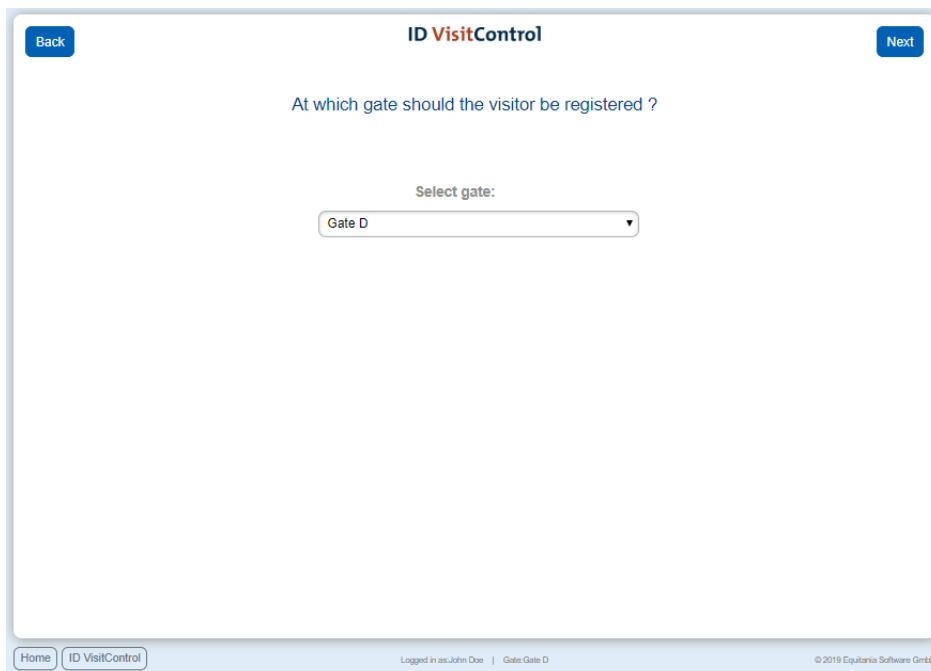 Back
ID VisitControl
Next
At which gate should the visitor be registered ?
Select gate:
Gate D
Home
ID VisitControl
Logged in as:John Doe | Gate:Gate D
© 2019 Equitania Software Gmb